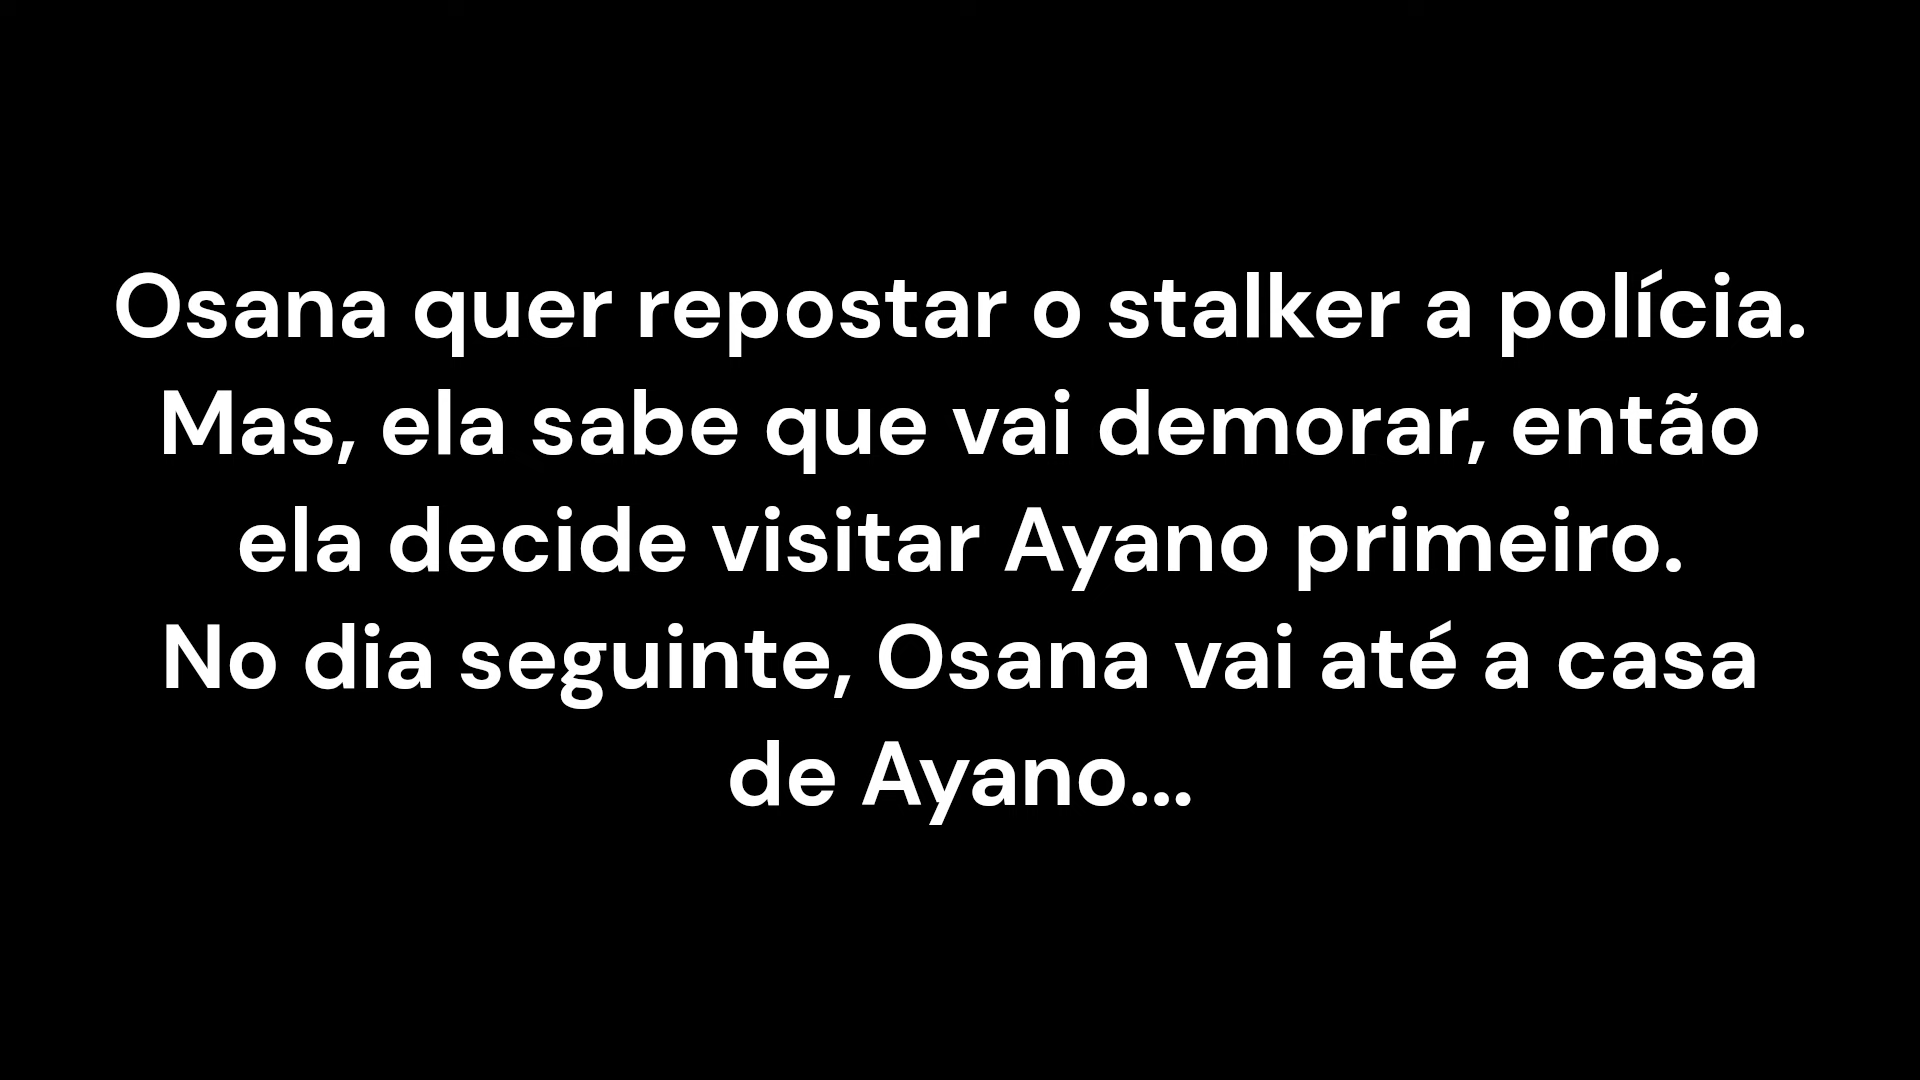 Osana quer repostar o stalker a polícia.
Mas, ela sabe que vai demorar, então
ela decide visitar Ayano primeiro.
No dia seguinte, Osana vai até a casa
de Ayano...